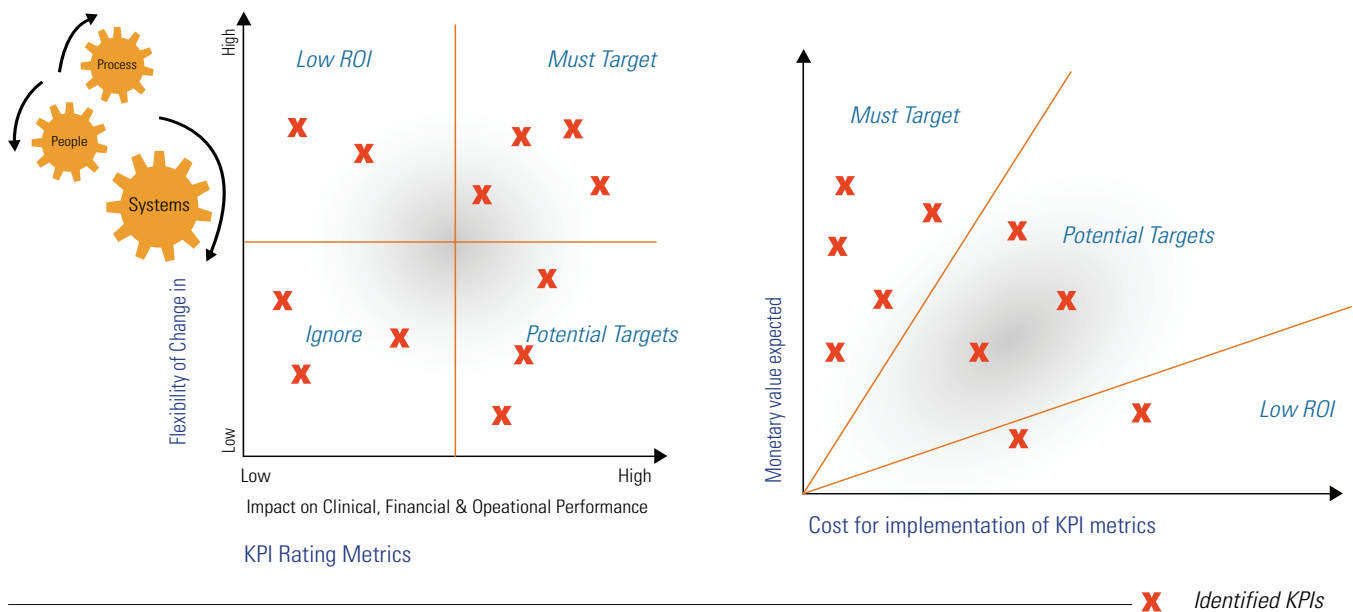 Process
People
Systems
Flexibility of Change in
High
Low
Low ROI
Must Target
Ignore
Potential Targets
Low
High
Impact on Clinical, Financial & Opeational Performance
KPI Rating Metrics
Monetary value expected
Must Target
Potential Targets
Low ROI
Cost for implementation of KPI metrics
X Identified KPIs